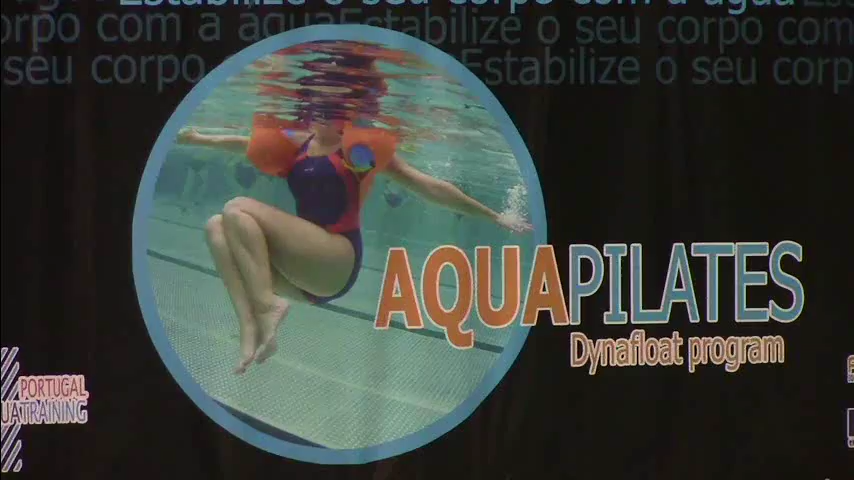 Estabilize o seu corpo com a água
corpo com a água Estabilize o seu corpo com
seu corpo Estabilize o seu corp
AQUAPILATES
Dynafloat program
PORTUGAL
UATRAINING